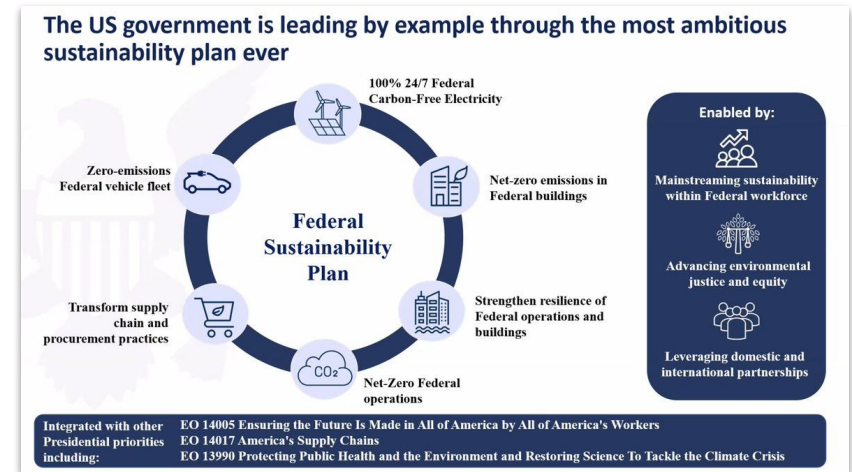 The US government is leading by example through the most ambitious
sustainability plan ever
100% 24/7 Federal
Carbon-Free Electricity
Net-zero emissions in
Federal buildings
Strengthen resilience of
Federal operations and
buildings
Net-Zero Federal
operations
CO₂
Transform supply
chain and
procurement practices
Zero-emissions
Federal vehicle fleet
Federal
Sustainability
Plan
Enabled by:
Mainstreaming sustainability
within Federal workforce
Advancing environmental
justice and equity
Leveraging domestic and
international partnerships
Integrated with other
Presidential priorities
including:
EO 14005 Ensuring the Future Is Made in All of America by All of America's Workers
EO 14017 America's Supply Chains
EO 13990 Protecting Public Health and the Environment and Restoring Science To Tackle the Climate Crisis